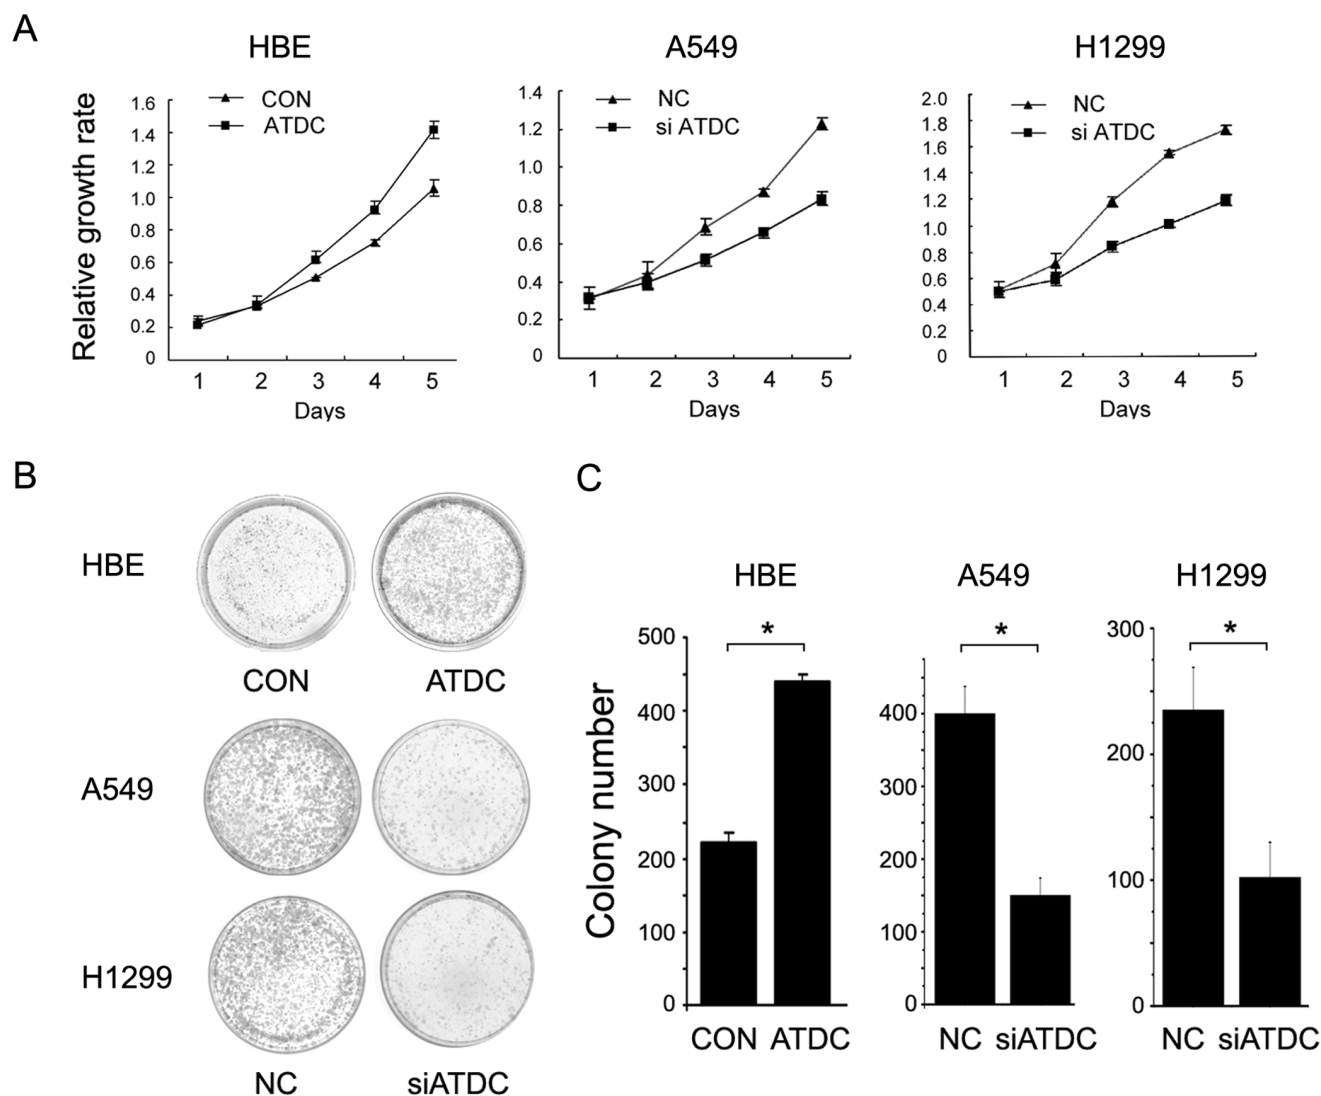 A
HBE
A549
H1299
Relative growth rate
CON
ATDC
1.6
1.4
1.2
1.0
0.8
0.6
0.4
0.2
0
1 2 3 4 5
Days
NC
si ATDC
1.4
1.2
1.0
0.8
0.6
0.4
0.2
0
1 2 3 4 5
Days
NC
si ATDC
2.0
1.8
1.6
1.4
1.2
1.0
0.8
0.6
0.4
0.2
0
1 2 3 4 5
Days
B
HBE
CON ATDC
A549
H1299
NC siATDC
C
Colony number
HBE
*
500
400
300
200
100
0
CON ATDC
A549
*
400
300
200
100
0
NC siATDC
H1299
*
300
200
100
0
NC siATDC